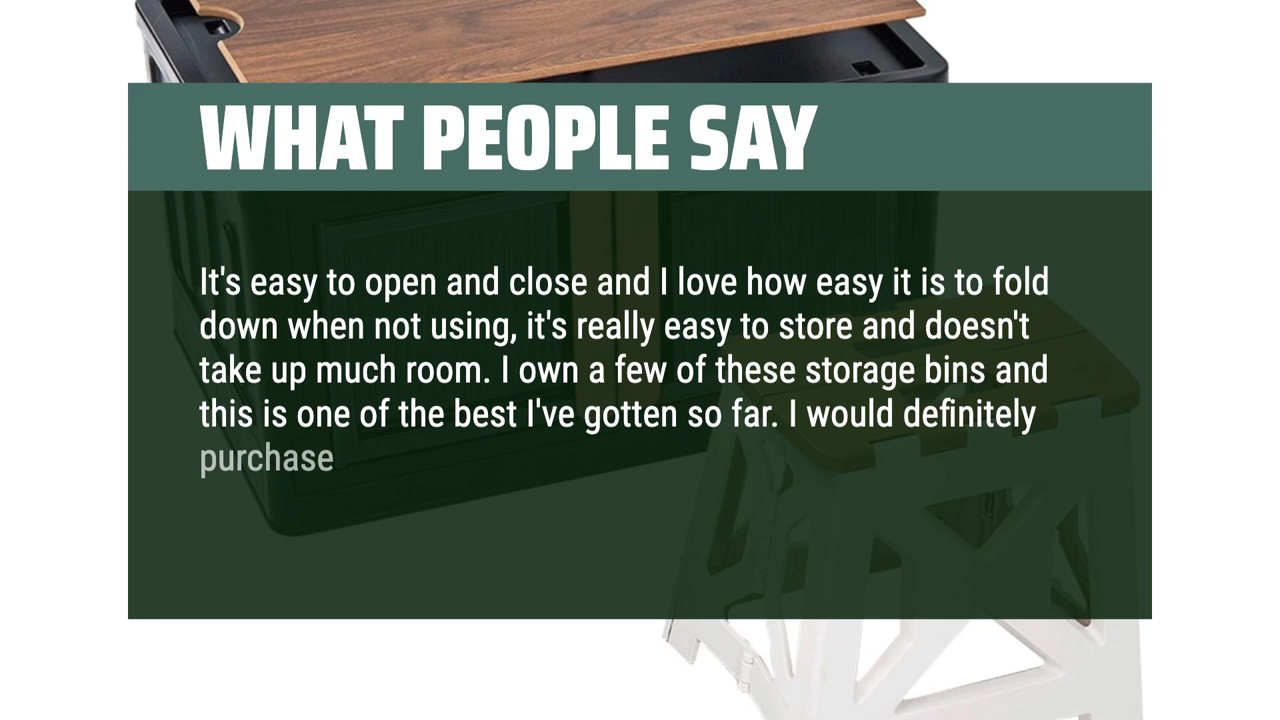 WHAT PEOPLE SAY
It's easy to open and close and I love how easy it is to fold
down when not using, it's really easy to store and doesn't
take up much room. I own a few of these storage bins and
this is one of the best I've gotten so far. I would definitely
purchase